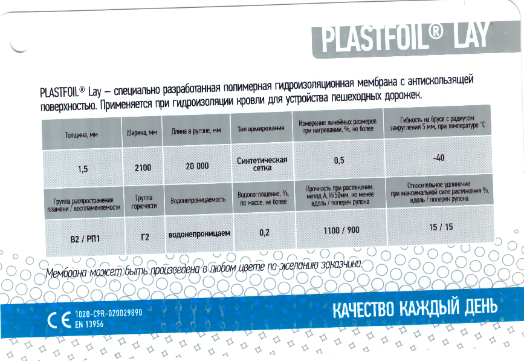 PLASTFOIL® LAY
PLASTFOIL® Lay – специально разработанная полимерная гидроизоляционная мембрана с антискользящей
поверхностью. Применяется при гидроизоляции кровли для устройства пешеходных дорожек.
Толщина, мм
Ширина, мм
Длина в рулоне, мм
Тип армирования
Изменение линейных размеров
при нагревании, %, не более
Гибкость на брусе с радиусом
закругления 5 мм, при температуре °C
1,5
2100
20 000
Синтетическая
сетка
0,5
-40
Группа распространения
пламени / воспламеняемости
Группа
горючести
Водонепроницаемость
Водопоглощение, %,
по массе, не более
Прочность при растяжении,
метод А, Н/50мм, не менее
вдоль / поперек рулона
Относительное удлинение
при максимальной силе растяжения %,
вдоль / поперек рулона
В2 / РП1
Г2
водонепроницаем
0,2
1100 / 900
15 / 15
Мембрана может быть произведена в любом цвете по желанию заказчика.
CE 1020-CPR-020029890
EN 13956
КАЧЕСТВО КАЖДЫЙ ДЕНЬ